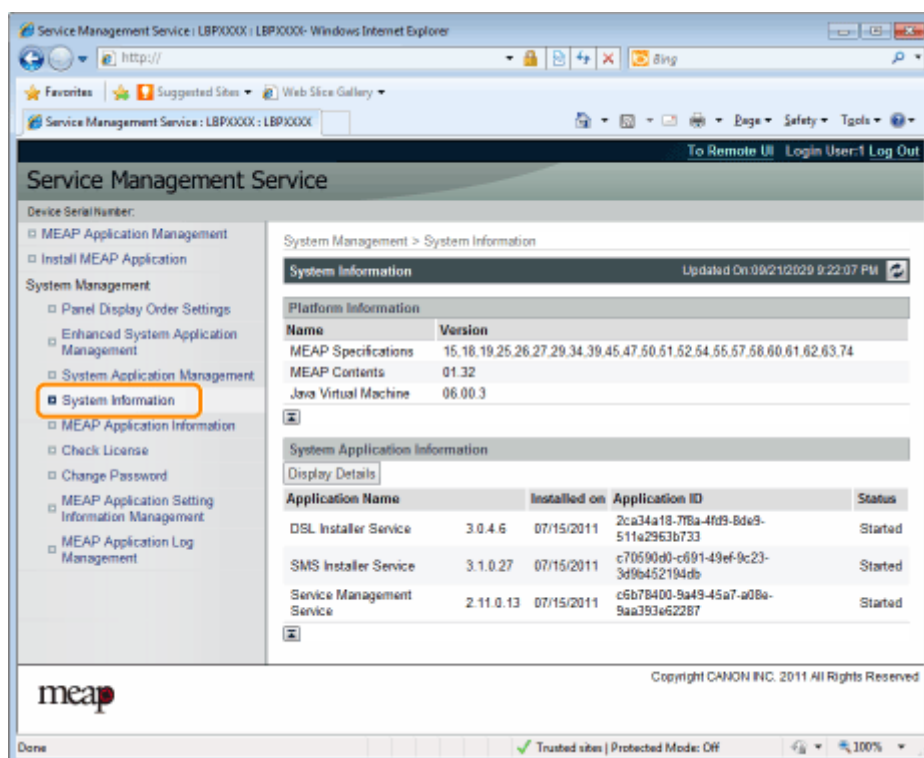 Service Management Service : LBPXXXX : LBPXXXX- Windows Internet Explorer
http://
Bing
Favorites Suggested Sites Web Slice Gallery
Service Management Service : LBPXXXX : LBPXXXX
Page Safety Tools
To Remote UI Login User:1 Log Out
Service Management Service
Device Serial Number:
MEAP Application Management
Install MEAP Application
System Management
Panel Display Order Settings
Enhanced System Application
Management
System Application Management
System Information
MEAP Application Information
Check License
Change Password
MEAP Application Setting
Information Management
MEAP Application Log
Management
System Management > System Information
System Information Updated On:09/21/2029 9:22:07 PM
Platform Information
Name Version
MEAP Specifications 15,18,19,25,26,27,29,34,39,45,47,50,51,52,54,55,57,58,60,61,62,63,74
MEAP Contents 01.32
Java Virtual Machine 06.00.3
System Application Information
Display Details
Application Name Installed on Application ID Status
DSL Installer Service 3.0.4.6 07/15/2011 2ca34a18-7f8a-4fd9-8de9-
511e2963b733 Started
SMS Installer Service 3.1.0.27 07/15/2011 c70590d0-c691-49ef-9c23-
3d9b452194db Started
Service Management
Service 2.11.0.13 07/15/2011 c6b78400-9a49-45a7-a08e-
9aa393e62287 Started
meap
Copyright CANON INC. 2011 All Rights Reserved
Done Trusted sites | Protected Mode: Off 100%